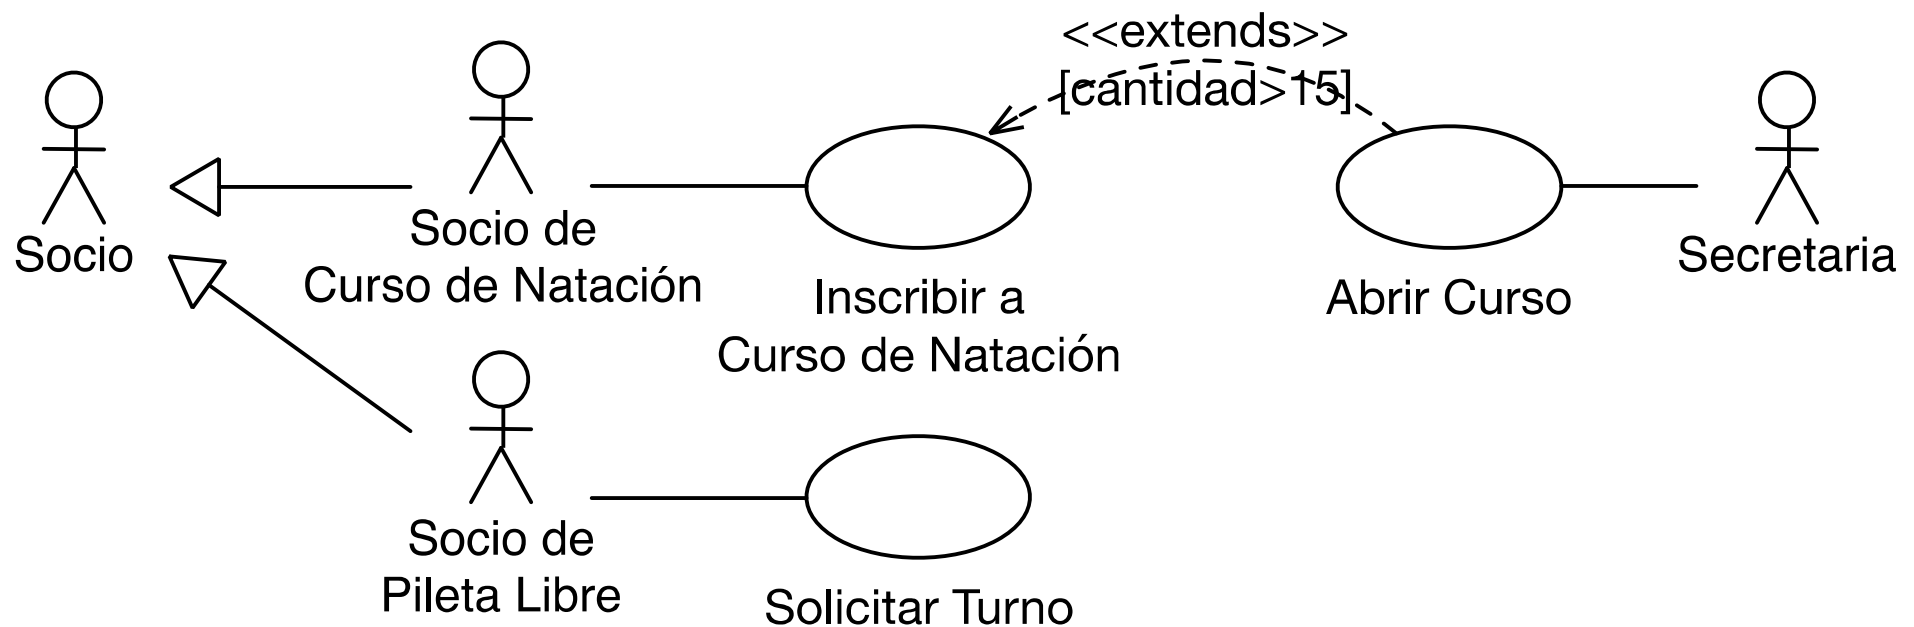 <<extends>>
[cantidad>15]
Socio
Socio de
Curso de Natación
Inscribir a
Curso de Natación
Abrir Curso
Secretaria
Socio de
Pileta Libre
Solicitar Turno